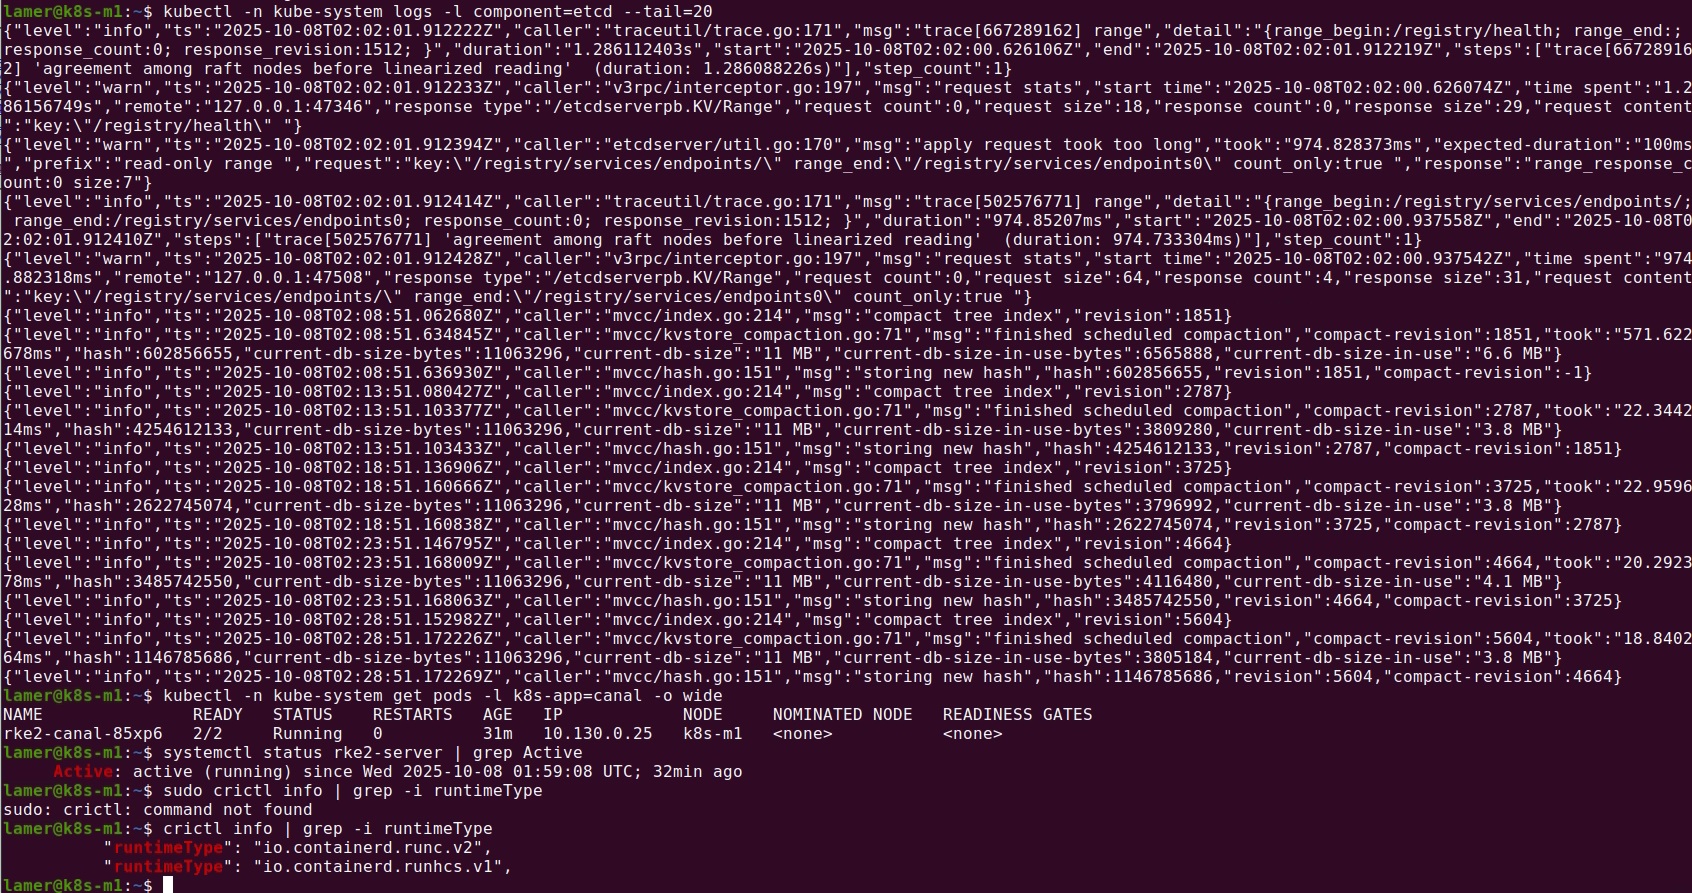 lamer@k8s-m1:~$ kubectl -n kube-system logs -l component=etcd --tail=20
{"level":"info","ts":"2025-10-08T02:02:01.912222Z","caller":"traceutil/trace.go:171","msg":"trace[667289162] range","detail":"{range_begin:/registry/health; range_end:;
response_count:0; response_revision:1512; }","duration":"1.286112403s","start":"2025-10-08T02:02:00.626106Z","end":"2025-10-08T02:02:01.912219Z","steps":["trace[66728916
2] 'agreement among raft nodes before linearized reading'  (duration: 1.286088226s)"],"step_count":1}
{"level":"warn","ts":"2025-10-08T02:02:01.912233Z","caller":"v3rpc/interceptor.go:197","msg":"request stats","start time":"2025-10-08T02:02:00.626074Z","time spent":"1.2
86156749s","remote":"127.0.0.1:47346","response type":"/etcdserverpb.KV/Range","request count":0,"request size":18,"response count":0,"response size":29,"request content
":"key:\"/registry/health\" "}
{"level":"warn","ts":"2025-10-08T02:02:01.912394Z","caller":"etcdserver/util.go:170","msg":"apply request took too long","took":"974.828373ms","expected-duration":"100ms
","prefix":"read-only range ","request":"key:\"/registry/services/endpoints/\" range_end:\"/registry/services/endpoints0\" count_only:true ","response":"range_response_c
ount:0 size:7"}
{"level":"info","ts":"2025-10-08T02:02:01.912414Z","caller":"traceutil/trace.go:171","msg":"trace[502576771] range","detail":"{range_begin:/registry/services/endpoints/;
 range_end:/registry/services/endpoints0; response_count:0; response_revision:1512; }","duration":"974.85207ms","start":"2025-10-08T02:02:00.937558Z","end":"2025-10-08T0
2:02:01.912410Z","steps":["trace[502576771] 'agreement among raft nodes before linearized reading'  (duration: 974.733304ms)"],"step_count":1}
{"level":"warn","ts":"2025-10-08T02:02:01.912428Z","caller":"v3rpc/interceptor.go:197","msg":"request stats","start time":"2025-10-08T02:02:00.937542Z","time spent":"974
.882318ms","remote":"127.0.0.1:47508","response type":"/etcdserverpb.KV/Range","request count":0,"request size":64,"response count":4,"response size":31,"request content
":"key:\"/registry/services/endpoints/\" range_end:\"/registry/services/endpoints0\" count_only:true "}
{"level":"info","ts":"2025-10-08T02:08:51.062680Z","caller":"mvcc/index.go:214","msg":"compact tree index","revision":1851}
{"level":"info","ts":"2025-10-08T02:08:51.634845Z","caller":"mvcc/kvstore_compaction.go:71","msg":"finished scheduled compaction","compact-revision":1851,"took":"571.622
678ms","hash":602856655,"current-db-size-bytes":11063296,"current-db-size":"11 MB","current-db-size-in-use-bytes":6565888,"current-db-size-in-use":"6.6 MB"}
{"level":"info","ts":"2025-10-08T02:08:51.636930Z","caller":"mvcc/hash.go:151","msg":"storing new hash","hash":602856655,"revision":1851,"compact-revision":-1}
{"level":"info","ts":"2025-10-08T02:13:51.080427Z","caller":"mvcc/index.go:214","msg":"compact tree index","revision":2787}
{"level":"info","ts":"2025-10-08T02:13:51.103377Z","caller":"mvcc/kvstore_compaction.go:71","msg":"finished scheduled compaction","compact-revision":2787,"took":"22.3442
14ms","hash":4254612133,"current-db-size-bytes":11063296,"current-db-size":"11 MB","current-db-size-in-use-bytes":3809280,"current-db-size-in-use":"3.8 MB"}
{"level":"info","ts":"2025-10-08T02:13:51.103433Z","caller":"mvcc/hash.go:151","msg":"storing new hash","hash":4254612133,"revision":2787,"compact-revision":1851}
{"level":"info","ts":"2025-10-08T02:18:51.136906Z","caller":"mvcc/index.go:214","msg":"compact tree index","revision":3725}
{"level":"info","ts":"2025-10-08T02:18:51.160666Z","caller":"mvcc/kvstore_compaction.go:71","msg":"finished scheduled compaction","compact-revision":3725,"took":"22.9596
28ms","hash":2622745074,"current-db-size-bytes":11063296,"current-db-size":"11 MB","current-db-size-in-use-bytes":3796992,"current-db-size-in-use":"3.8 MB"}
{"level":"info","ts":"2025-10-08T02:18:51.160838Z","caller":"mvcc/hash.go:151","msg":"storing new hash","hash":2622745074,"revision":3725,"compact-revision":2787}
{"level":"info","ts":"2025-10-08T02:23:51.146795Z","caller":"mvcc/index.go:214","msg":"compact tree index","revision":4664}
{"level":"info","ts":"2025-10-08T02:23:51.168009Z","caller":"mvcc/kvstore_compaction.go:71","msg":"finished scheduled compaction","compact-revision":4664,"took":"20.2923
78ms","hash":3485742550,"current-db-size-bytes":11063296,"current-db-size":"11 MB","current-db-size-in-use-bytes":4116480,"current-db-size-in-use":"4.1 MB"}
{"level":"info","ts":"2025-10-08T02:23:51.168063Z","caller":"mvcc/hash.go:151","msg":"storing new hash","hash":3485742550,"revision":4664,"compact-revision":3725}
{"level":"info","ts":"2025-10-08T02:28:51.152982Z","caller":"mvcc/index.go:214","msg":"compact tree index","revision":5604}
{"level":"info","ts":"2025-10-08T02:28:51.172226Z","caller":"mvcc/kvstore_compaction.go:71","msg":"finished scheduled compaction","compact-revision":5604,"took":"18.8402
64ms","hash":1146785686,"current-db-size-bytes":11063296,"current-db-size":"11 MB","current-db-size-in-use-bytes":3805184,"current-db-size-in-use":"3.8 MB"}
{"level":"info","ts":"2025-10-08T02:28:51.172269Z","caller":"mvcc/hash.go:151","msg":"storing new hash","hash":1146785686,"revision":5604,"compact-revision":4664}
lamer@k8s-m1:~$ kubectl -n kube-system get pods -l k8s-app=canal -o wide
NAME               READY   STATUS    RESTARTS   AGE   IP            NODE     NOMINATED NODE   READINESS GATES
rke2-canal-85xp6   2/2     Running   0          31m   10.130.0.25   k8s-m1   <none>           <none>
lamer@k8s-m1:~$ systemctl status rke2-server | grep Active
     Active: active (running) since Wed 2025-10-08 01:59:08 UTC; 32min ago
lamer@k8s-m1:~$ sudo crictl info | grep -i runtimeType
sudo: crictl: command not found
lamer@k8s-m1:~$ crictl info | grep -i runtimeType
          "runtimeType": "io.containerd.runc.v2",
          "runtimeType": "io.containerd.runhcs.v1",
lamer@k8s-m1:~$